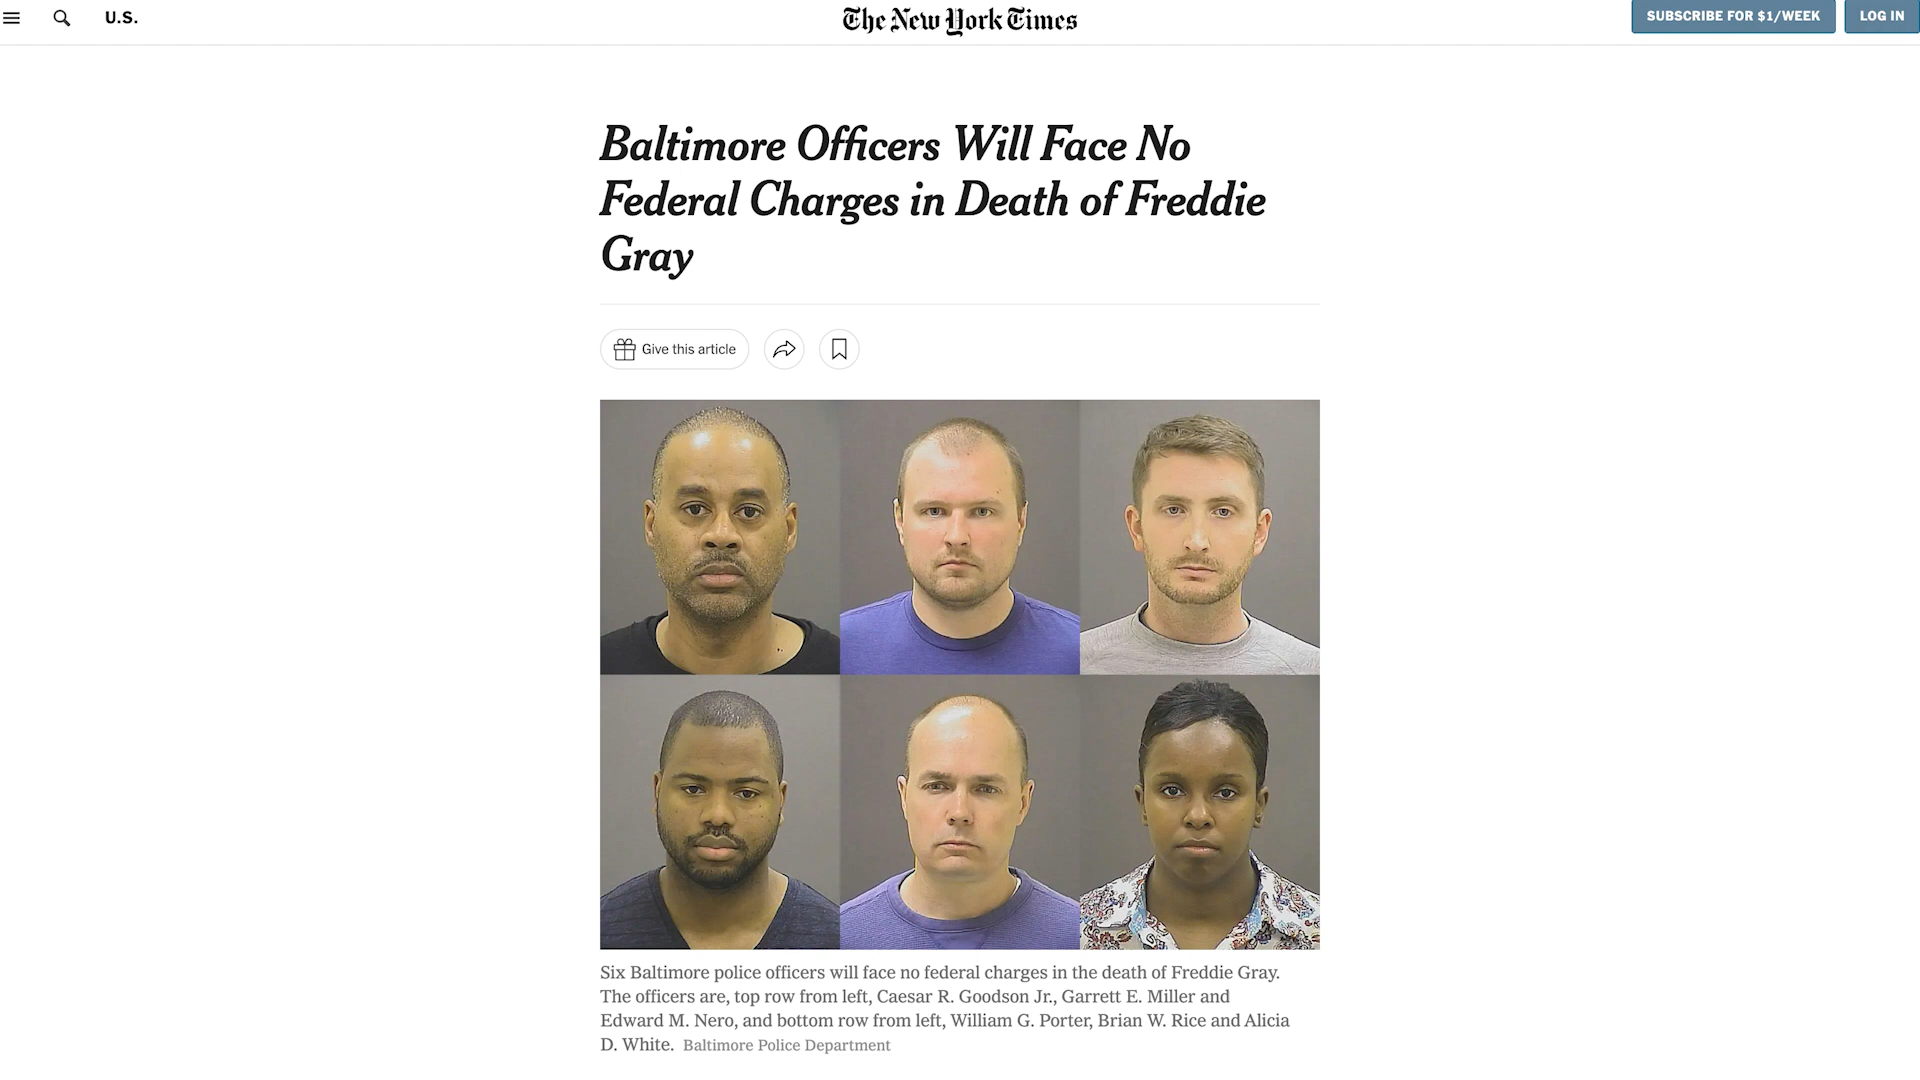 U.S.
The New York Times
SUBSCRIBE FOR $1/WEEK
LOG IN
Baltimore Officers Will Face No
Federal Charges in Death of Freddie
Gray
Give this article
Six Baltimore police officers will face no federal charges in the death of Freddie Gray.
The officers are, top row from left, Caesar R. Goodson Jr., Garrett E. Miller and
Edward M. Nero, and bottom row from left, William G. Porter, Brian W. Rice and Alicia
D. White. Baltimore Police Department